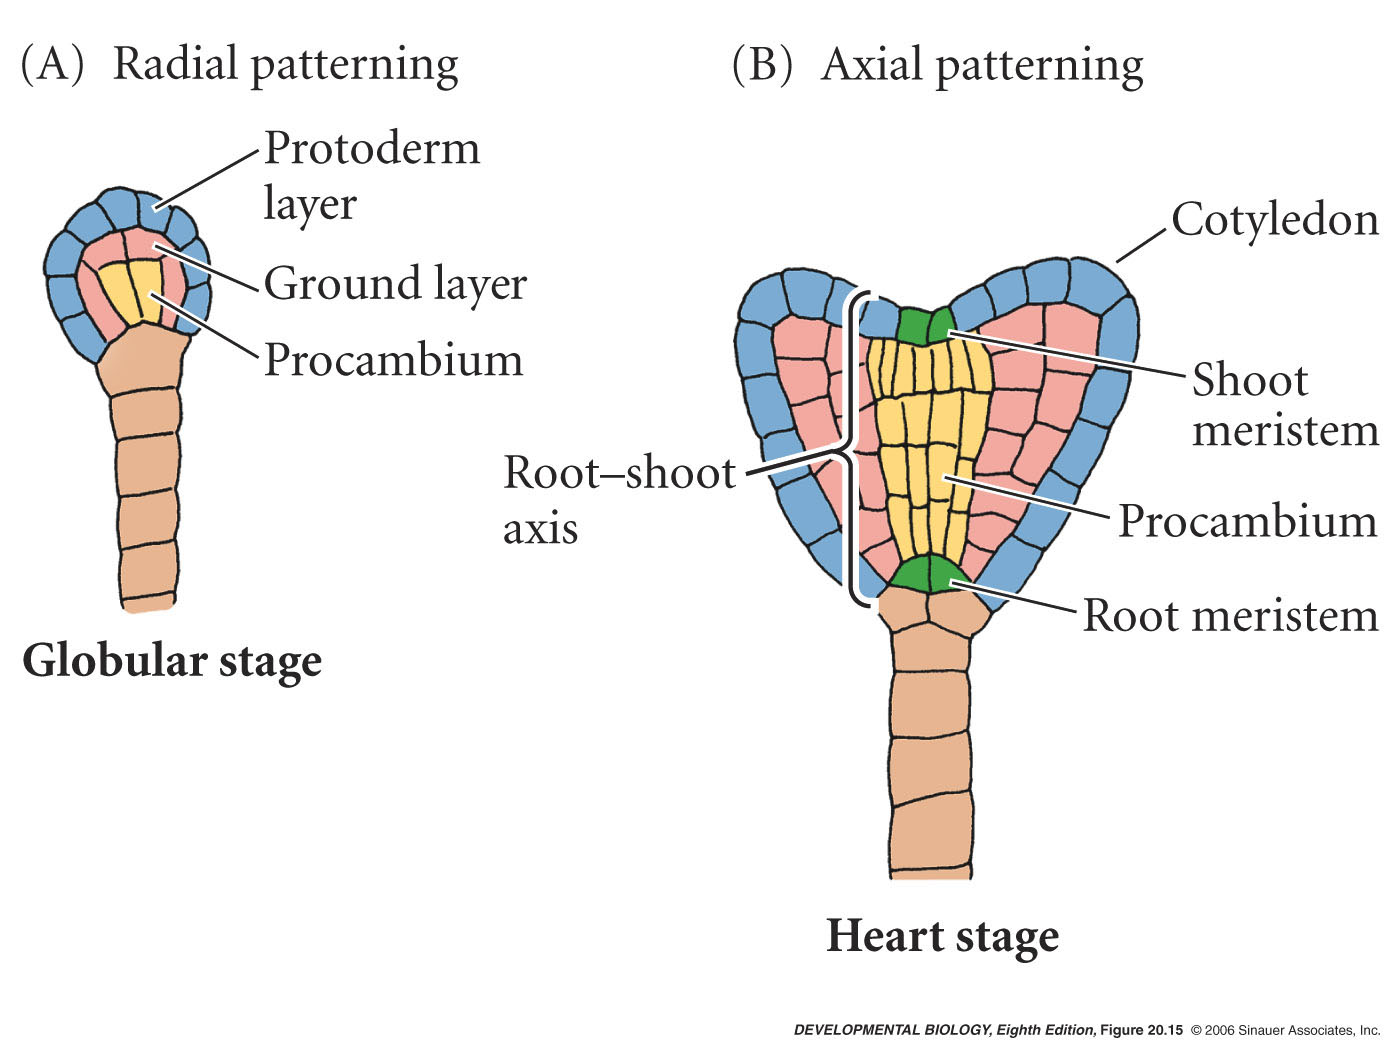 (A) Radial patterning
Protoderm
layer
Ground layer
Procambium
Globular stage
(B) Axial patterning
Cotyledon
Shoot
meristem
Root–shoot
axis
Procambium
Root meristem
Heart stage
DEVELOPMENTAL BIOLOGY, Eighth Edition, Figure 20.15 © 2006 Sinauer Associates, Inc.